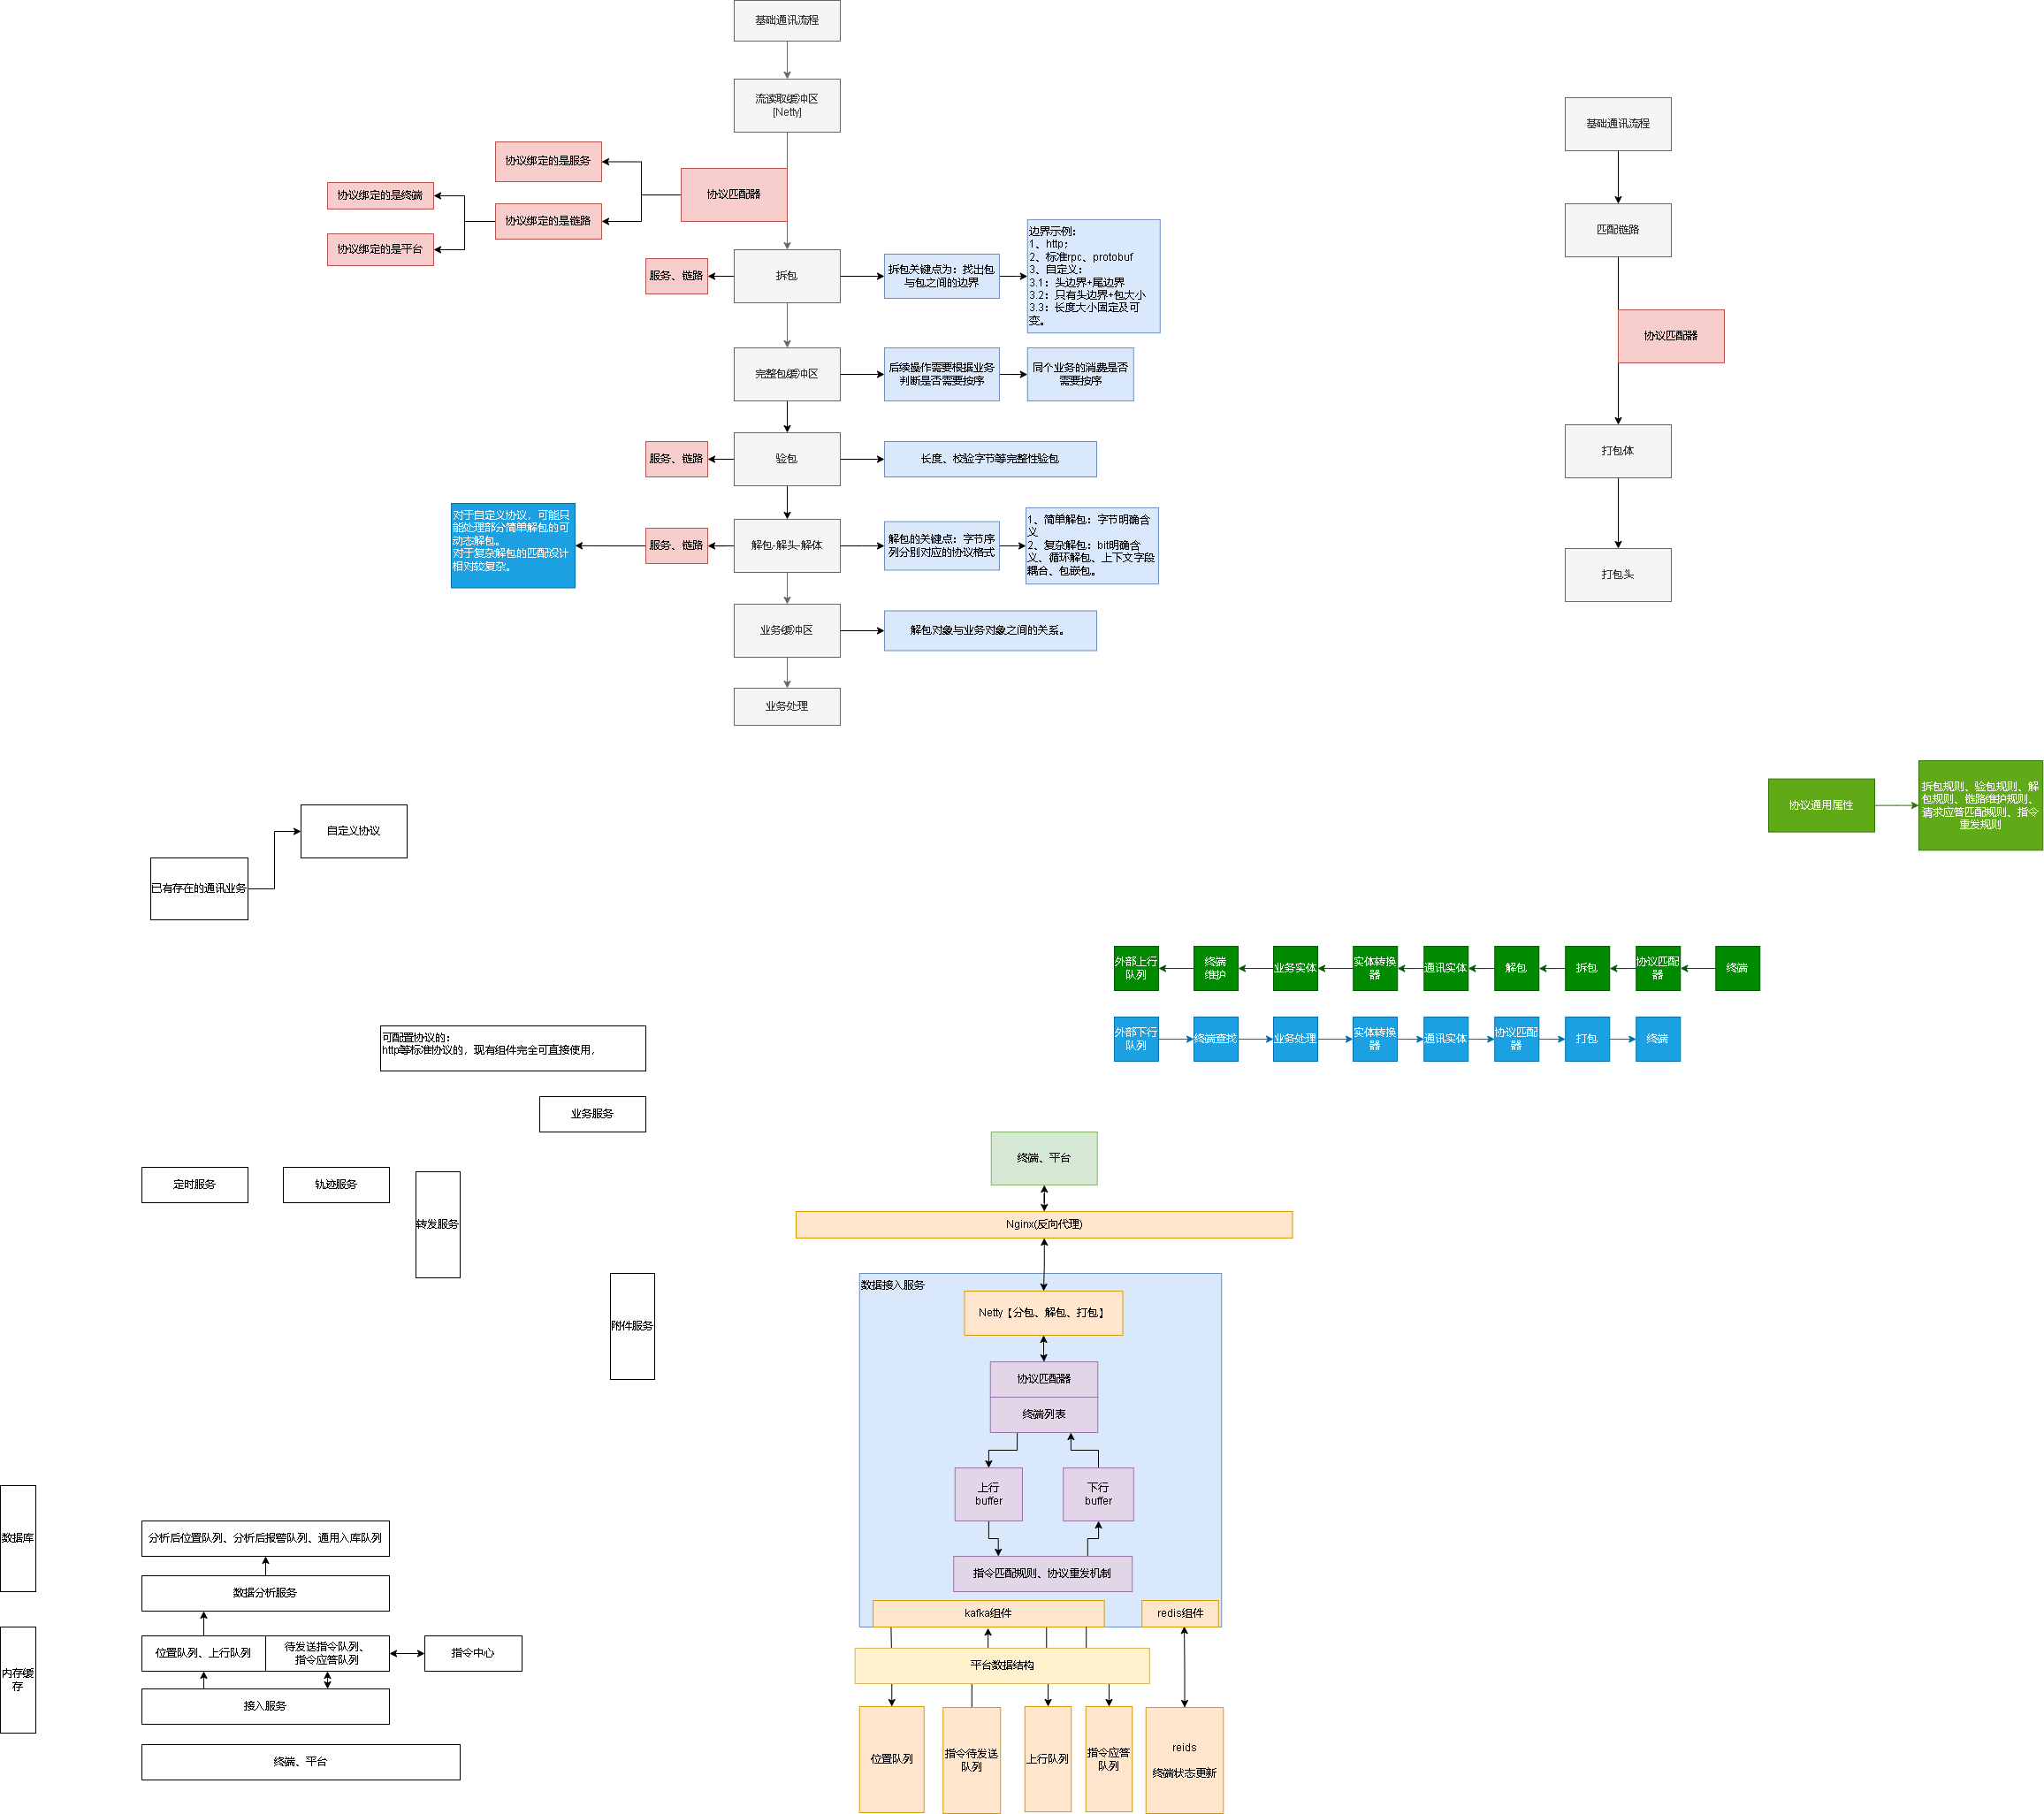 基础通讯流程
流读取缓冲区
[Netty]
协议匹配器
协议绑定的是服务
协议绑定的是链路
协议绑定的是终端
协议绑定的是平台
拆包
服务、链路
拆包关键点为：找出包
与包之间的边界
边界示例：
1、http；
2、标准rpc、protobuf
3、自定义：
3.1：头边界+尾边界
3.2：只有头边界+包大小
3.3：长度大小固定及可
变。
完整包缓冲区
后续操作需要根据业务
判断是否需要按序
同个业务的消费是否
需要按序
验包
服务、链路
长度、校验字节等完整性验包
解包-解头-解体
服务、链路
对于自定义协议，可能只
能处理部分简单解包的可
动态解包。
对于复杂解包的匹配设计
相对较复杂。
解包的关键点：字节序
列分别对应的协议格式
1、简单解包：字节明确含
义
2、复杂解包：bit明确含
义、循环解包、上下文字段
耦合、包嵌包。
业务缓冲区
解包对象与业务对象之间的关系。
业务处理
基础通讯流程
匹配链路
协议匹配器
打包体
打包头
协议通用属性
拆包规则、验包规则、解
包规则、链路维护规则、
请求应答匹配规则、指令
重发规则
自定义协议
已有存在的通讯业务
外部上行
队列
终端
维护
业务实体
实体转换
器
通讯实体
解包
拆包
协议匹配
器
终端
外部下行
队列
终端查找
业务处理
实体转换
器
通讯实体
协议匹配
器
打包
终端
可配置协议的：
http等标准协议的，现有组件完全可直接使用，
业务服务
定时服务
轨迹服务
转发服务
附件服务
终端、平台
Nginx(反向代理)
数据接入服务
Netty【分包、解包、打包】
协议匹配器
终端列表
上行
buffer
下行
buffer
指令匹配规则、协议重发机制
kafka组件
redis组件
平台数据结构
位置队列
指令待发送
队列
上行队列
指令应答
队列
reids
终端状态更新
数据库
内存缓
存
分析后位置队列、分析后报警队列、通用入库队列
数据分析服务
位置队列、上行队列
待发送指令队列、
指令应答队列
指令中心
接入服务
终端、平台